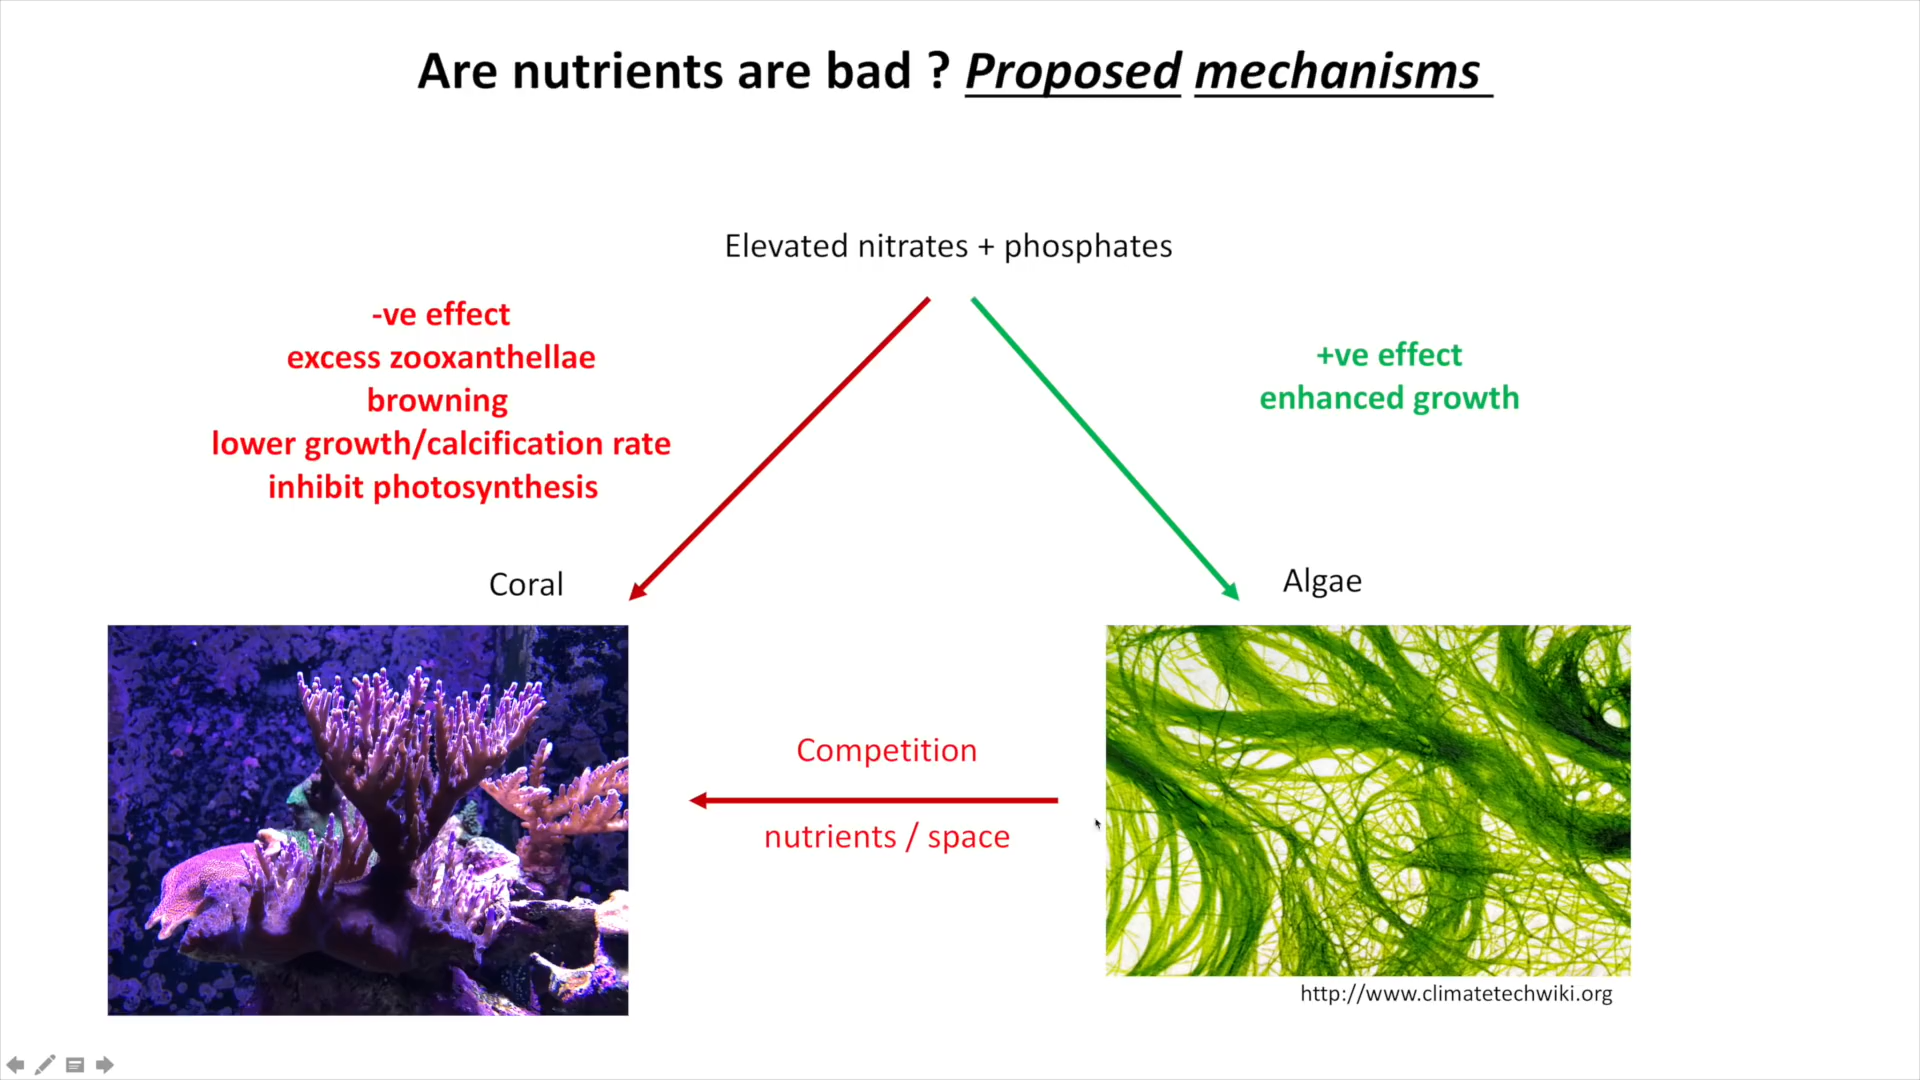 Are nutrients are bad ? Proposed mechanisms
Elevated nitrates + phosphates
-ve effect
excess zooxanthellae
browning
lower growth/calcification rate
inhibit photosynthesis
+ve effect
enhanced growth
Coral
Algae
Competition
nutrients / space
http://www.climatetechwiki.org